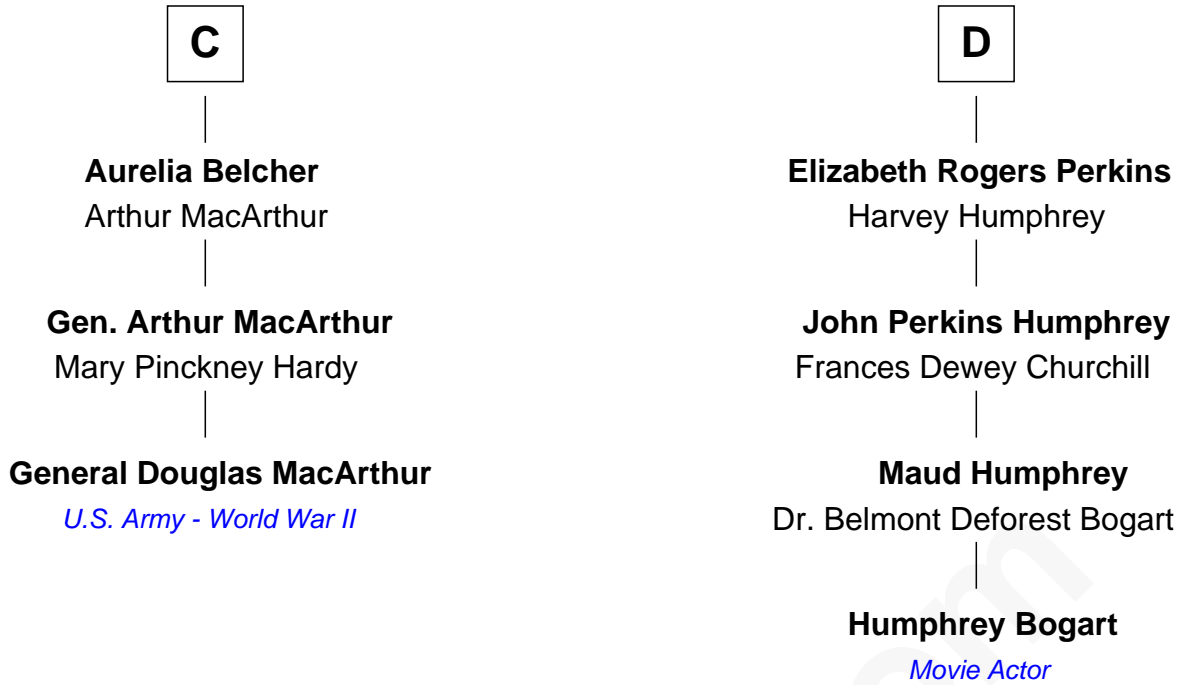 C
Aurelia Belcher
Arthur MacArthur
Gen. Arthur MacArthur
Mary Pinckney Hardy
General Douglas MacArthur
U.S. Army - World War II
D
Elizabeth Rogers Perkins
Harvey Humphrey
John Perkins Humphrey
Frances Dewey Churchill
Maud Humphrey
Dr. Belmont Deforest Bogart
Humphrey Bogart
Movie Actor